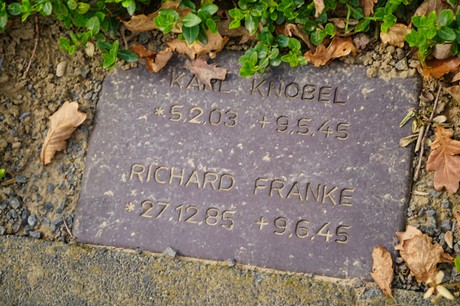 KARL KNOBEL
*5.2.03 +9.5.45
RICHARD FRANKE
*27.12.85 +9.6.45